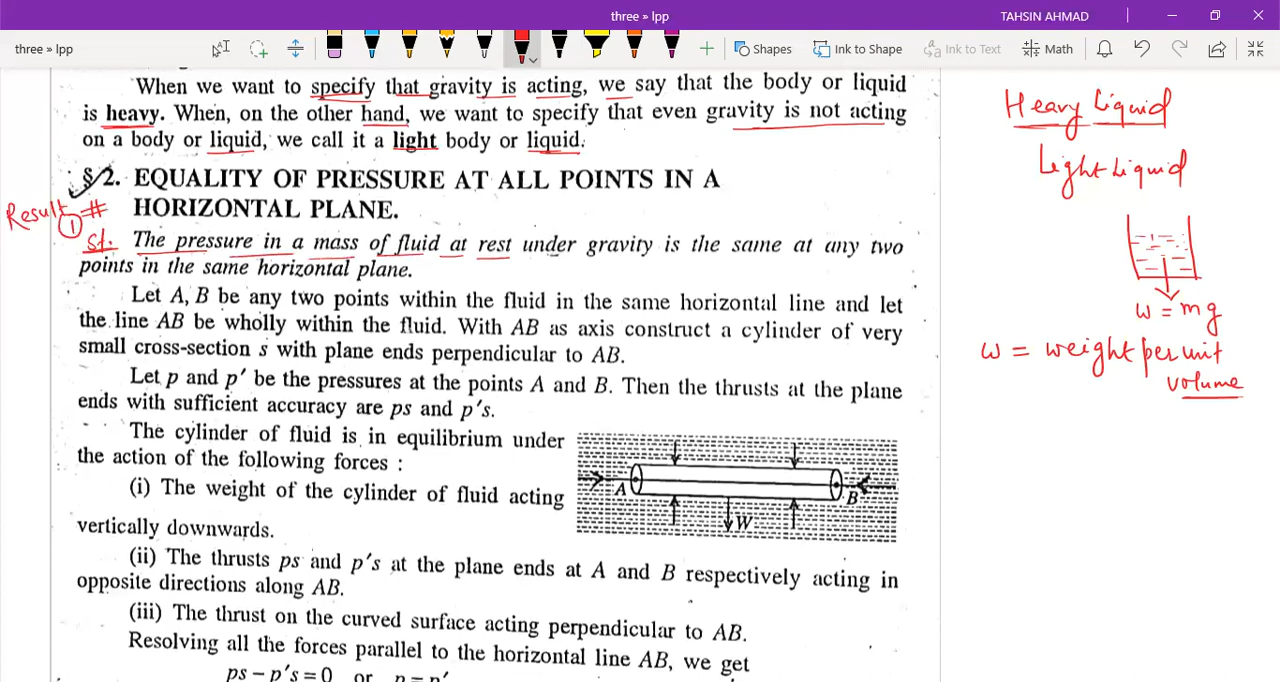 three » lpp
TAHSIN AHMAD
three » lpp
Shapes
Ink to Shape
Ink to Text
Math
When we want to specify that gravity is acting, we say that the body or liquid
is heavy. When, on the other hand, we want to specify that even gravity is not acting
on a body or liquid, we call it a light body or liquid.
§ 2. EQUALITY OF PRESSURE AT ALL POINTS IN A
HORIZONTAL PLANE.
Result #
1
St. The pressure in a mass of fluid at rest under gravity is the same at any two
points in the same horizontal plane.
Let A, B be any two points within the fluid in the same horizontal line and let
the line AB be wholly within the fluid. With AB as axis construct a cylinder of very
small cross-section s with plane ends perpendicular to AB.
Let p and p′ be the pressures at the points A and B. Then the thrusts at the plane
ends with sufficient accuracy are ps and p′s.
The cylinder of fluid is in equilibrium under
the action of the following forces :
(i) The weight of the cylinder of fluid acting
vertically downwards.
A
B
W
(ii) The thrusts ps and p′s at the plane ends at A and B respectively acting in
opposite directions along AB.
(iii) The thrust on the curved surface acting perpendicular to AB.
Resolving all the forces parallel to the horizontal line AB, we get
ps – p′s = 0 or p = p′
Heavy Liquid
Light Liquid
w = mg
w = weight per unit
volume